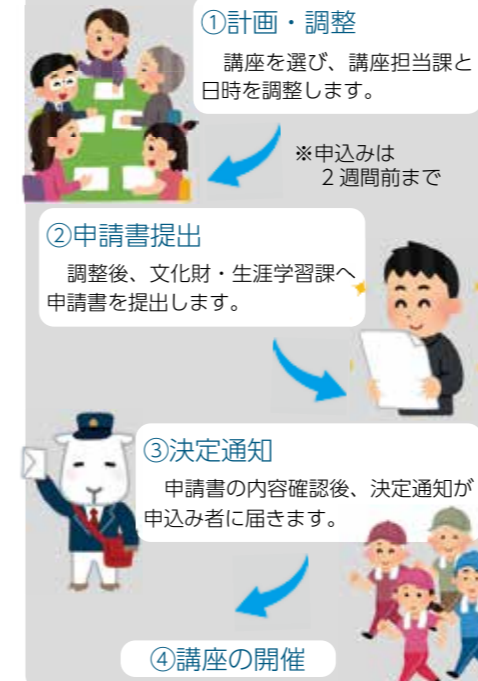 ①計画・調整
講座を選び、講座担当課と
日時を調整します。
※申込みは
２週間前まで
②申請書提出
調整後、文化財・生涯学習課へ
申請書を提出します。
③決定通知
申請書の内容確認後、決定通知が
申込み者に届きます。
④講座の開催